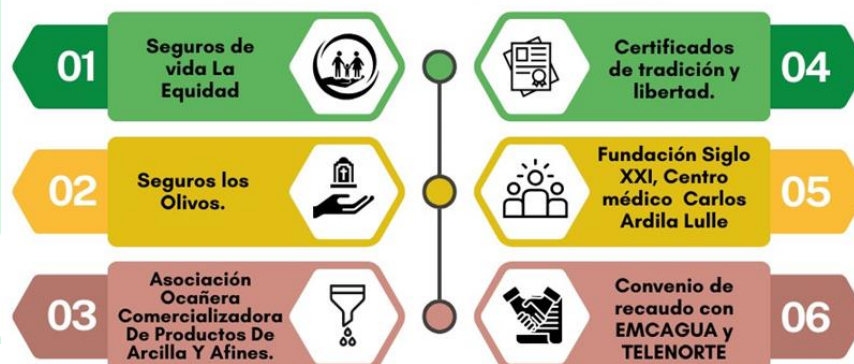 01
Seguros de
vida La
Equidad
02
Seguros los
Olivos.
03
Asociación
Ocañera
Comercializadora
De Productos De
Arcilla Y Afines.
Certificados
de tradición y
libertad.
04
Fundación Siglo
XXI, Centro
médico Carlos
Ardila Lulle
05
Convenio de
recaudo con
EMCAGUA y
TELENORTE
06